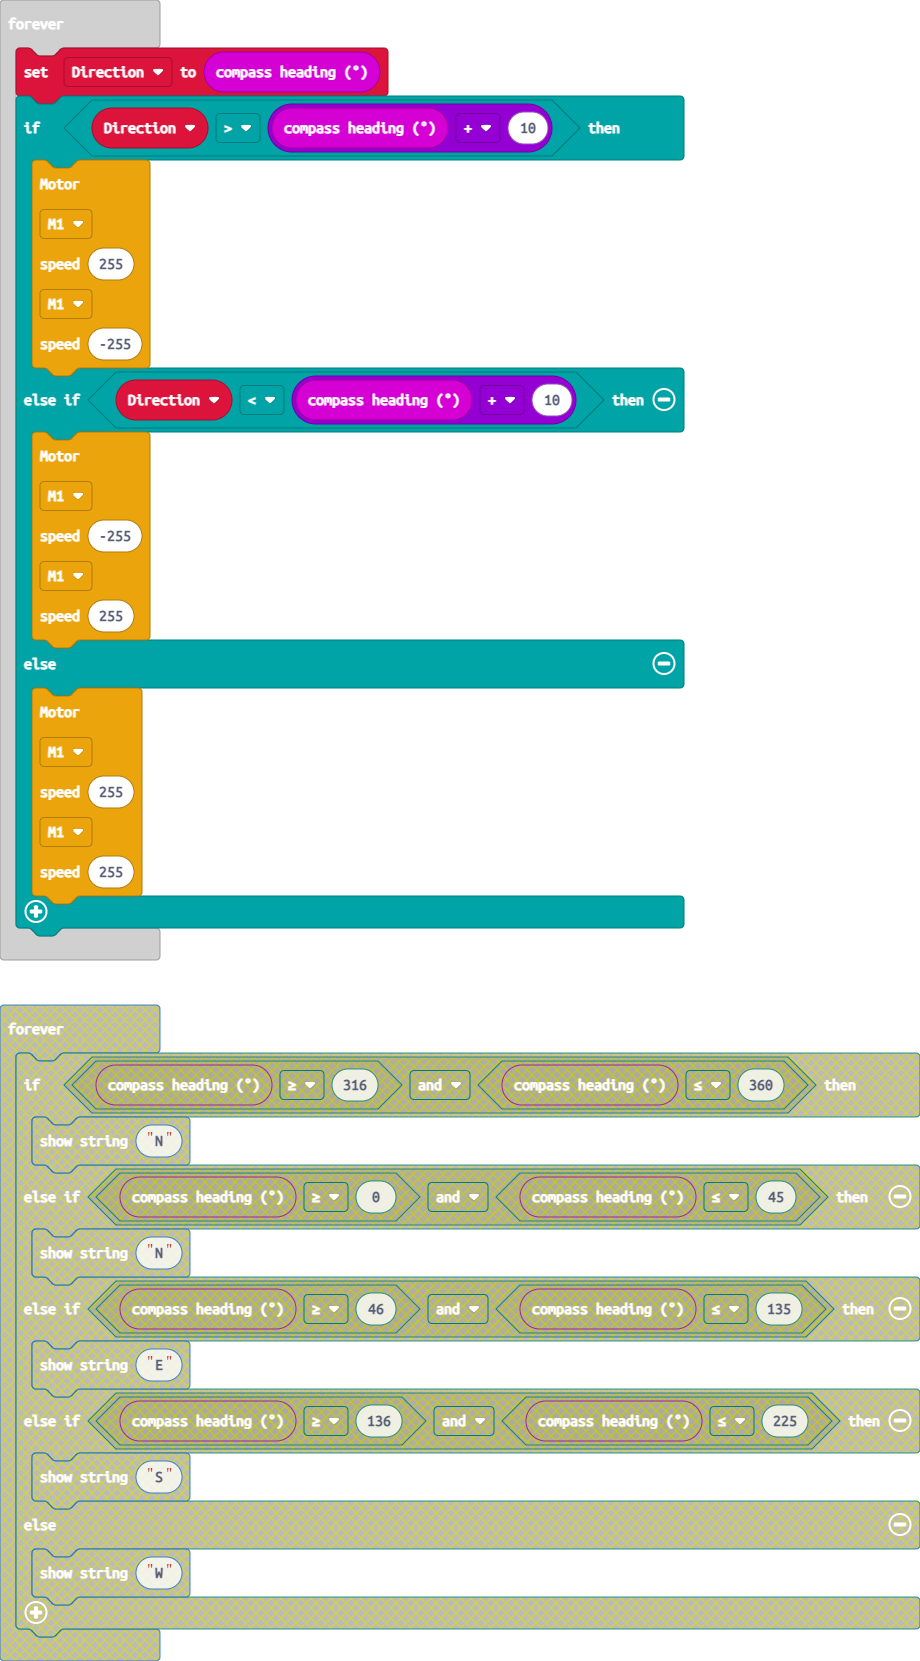 forever
set Direction to compass heading (°)
if Direction > compass heading (°) + 10 then
Motor
M1
speed 255
M1
speed -255
else if Direction < compass heading (°) + 10 then
Motor
M1
speed -255
M1
speed 255
else
Motor
M1
speed 255
M1
speed 255
forever
if compass heading (°) ≥ 316 and compass heading (°) ≤ 360 then
show string "N"
else if compass heading (°) ≥ 0 and compass heading (°) ≤ 45 then
show string "N"
else if compass heading (°) ≥ 46 and compass heading (°) ≤ 135 then
show string "E"
else if compass heading (°) ≥ 136 and compass heading (°) ≤ 225 then
show string "S"
else
show string "W"